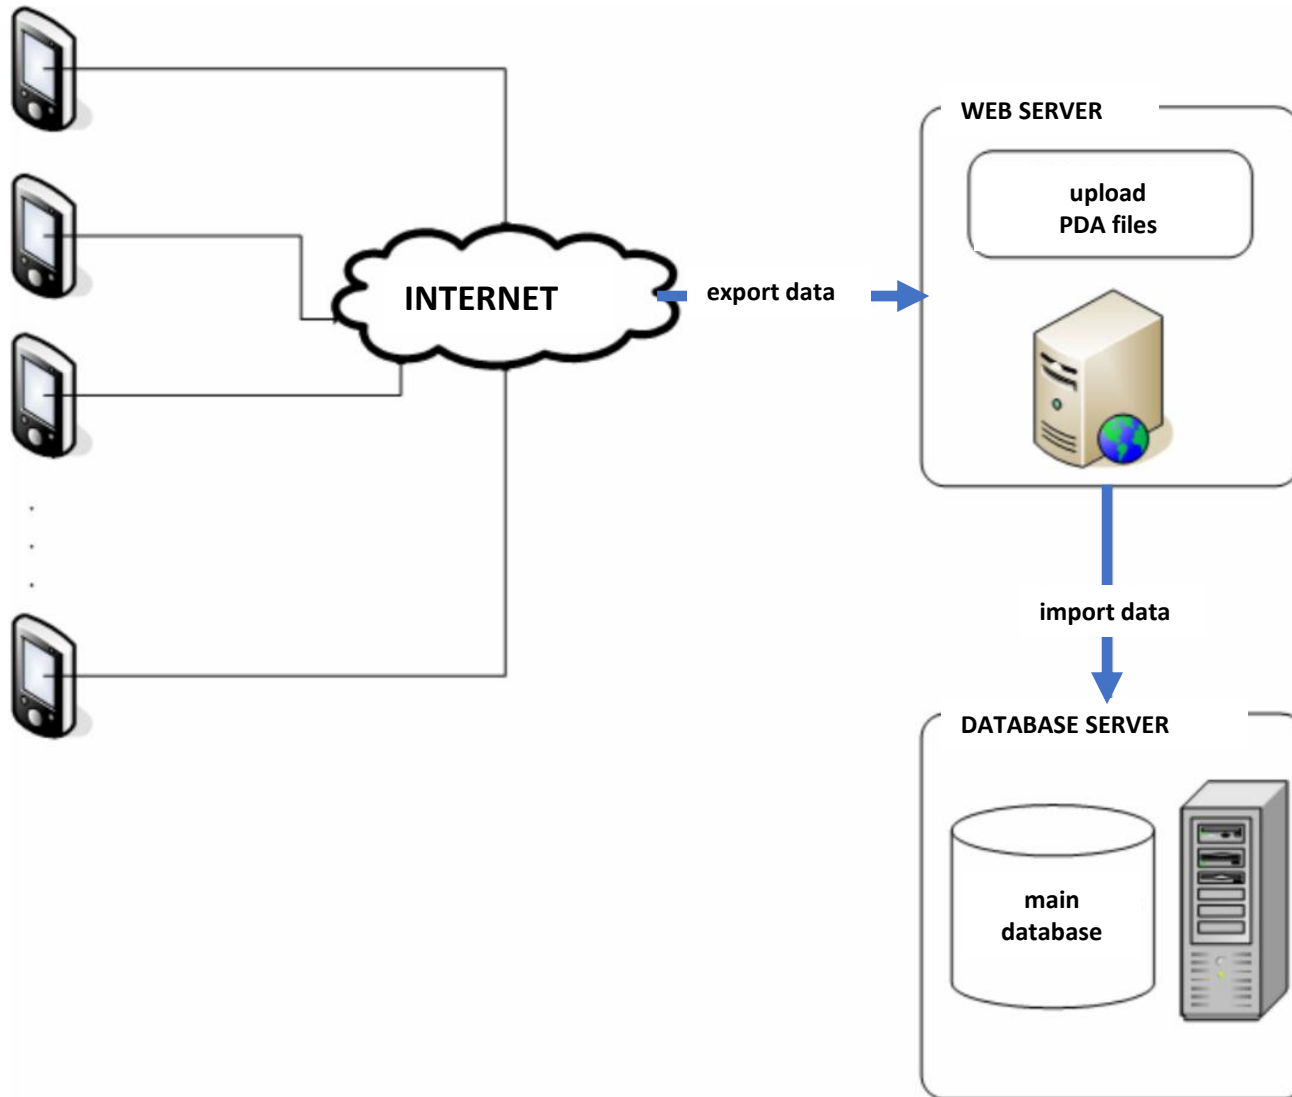 WEB SERVER
upload
PDA files
INTERNET
export data
import data
DATABASE SERVER
main
database